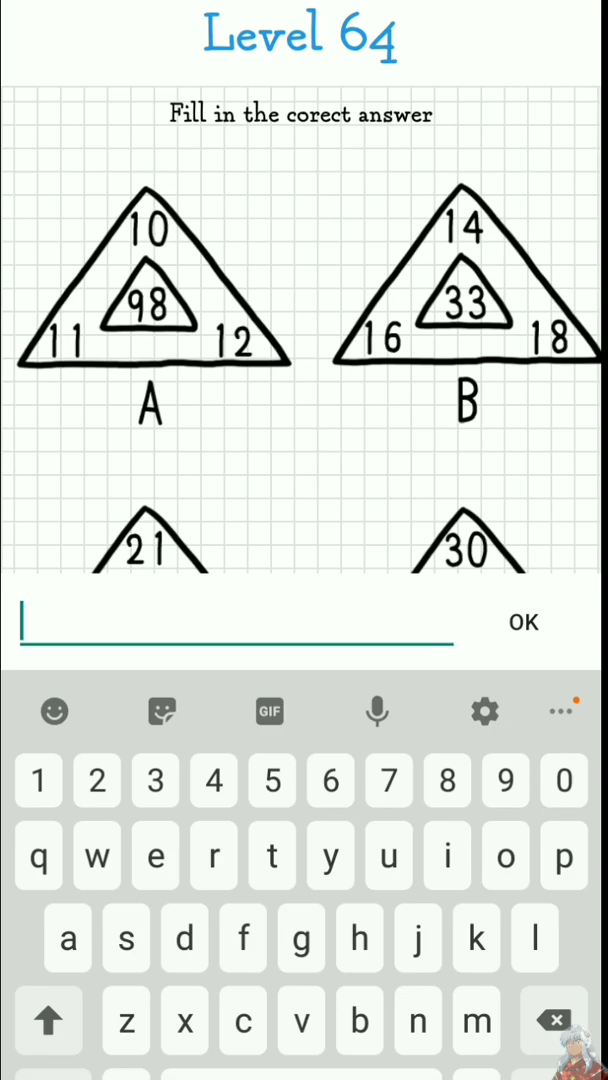 Level 64
Fill in the corect answer
10
98
11 12
A
14
33
16 18
B
21
30
OK
GIF
1 2 3 4 5 6 7 8 9 0
q w e r t y u i o p
a s d f g h j k l
z x c v b n m